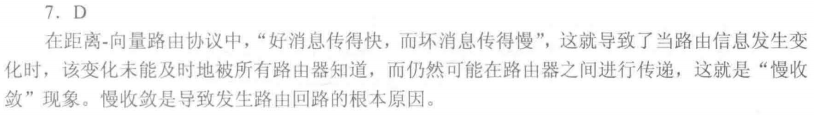 7. D
在距离-向量路由协议中，“好消息传得快，而坏消息传得慢”，这就导致了当路由信息发生变
化时，该变化未能及时地被所有路由器知道，而仍然可能在路由器之间进行传递，这就是“慢收
敛”现象。慢收敛是导致发生路由回路的根本原因。